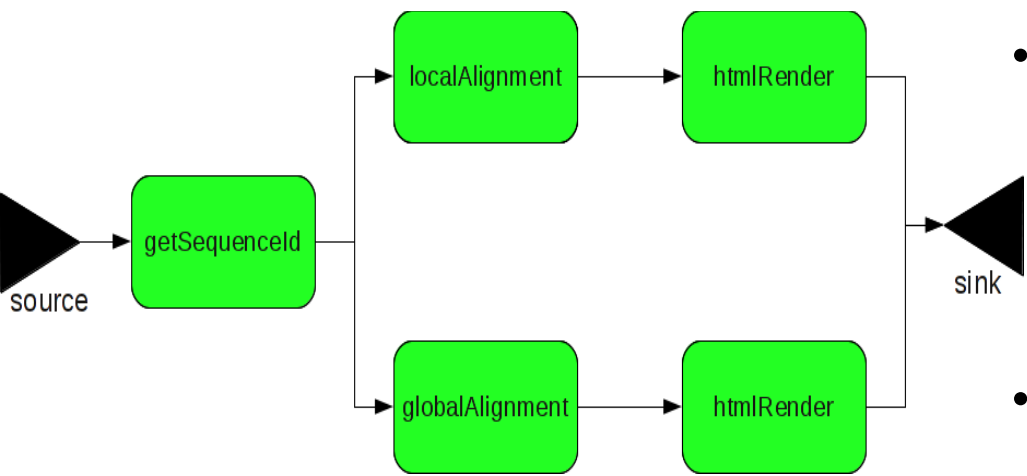 localAlignment
htmlRender
getSequenceId
source
sink
globalAlignment
htmlRender